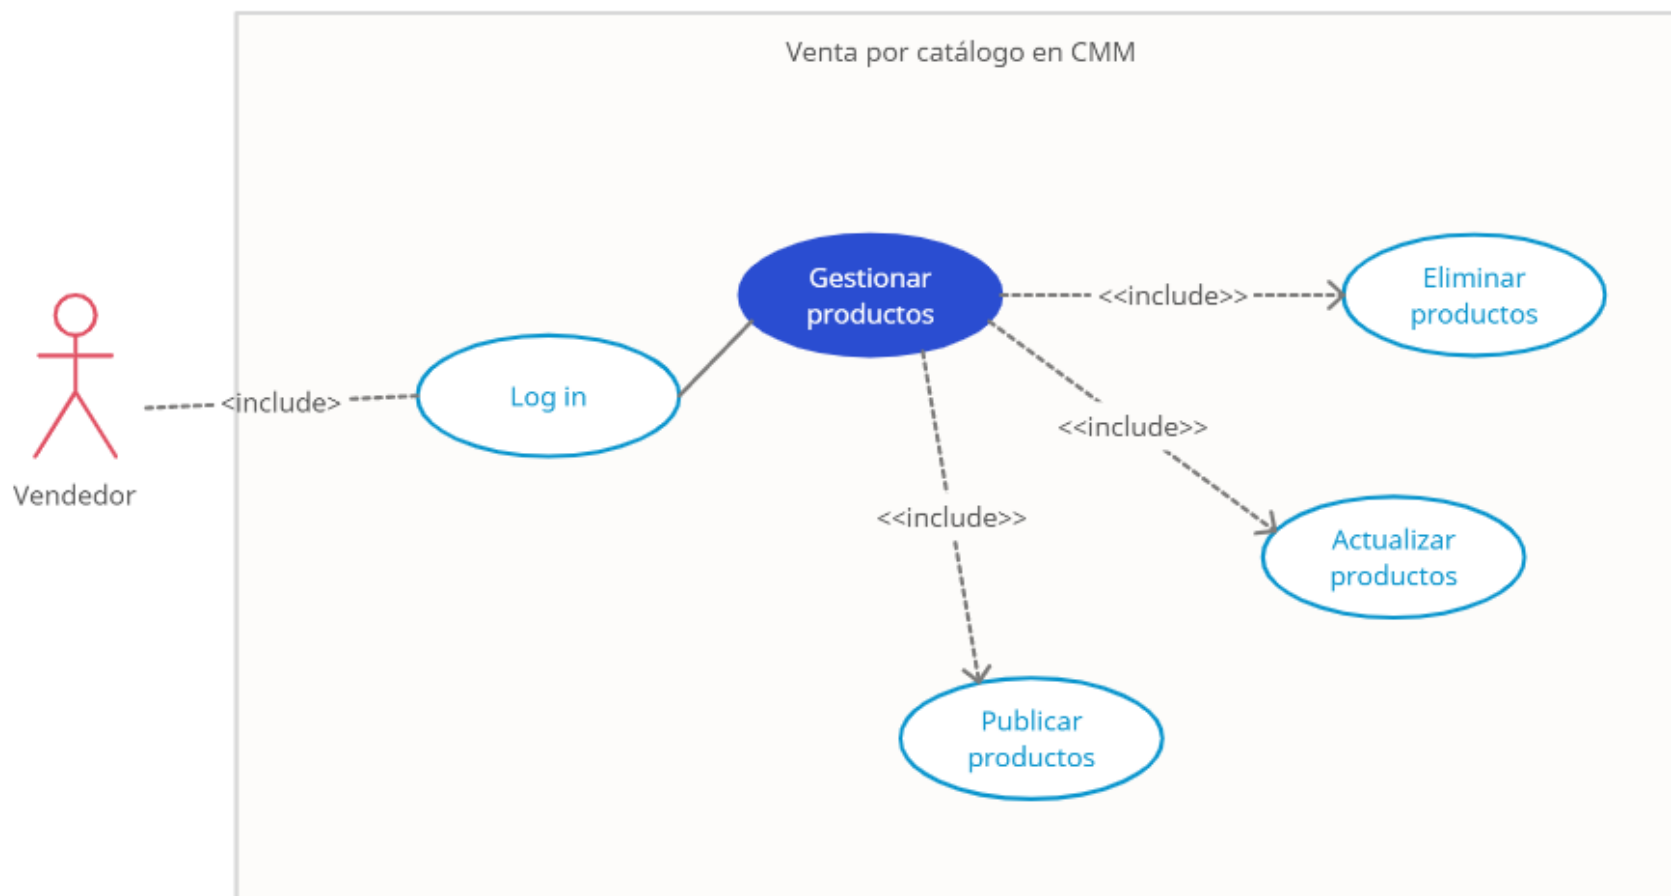 Venta por catálogo en CMM
Gestionar
productos
<<include>>
Eliminar
productos
Log in
<include>
<<include>>
Vendedor
<<include>>
Actualizar
productos
Publicar
productos